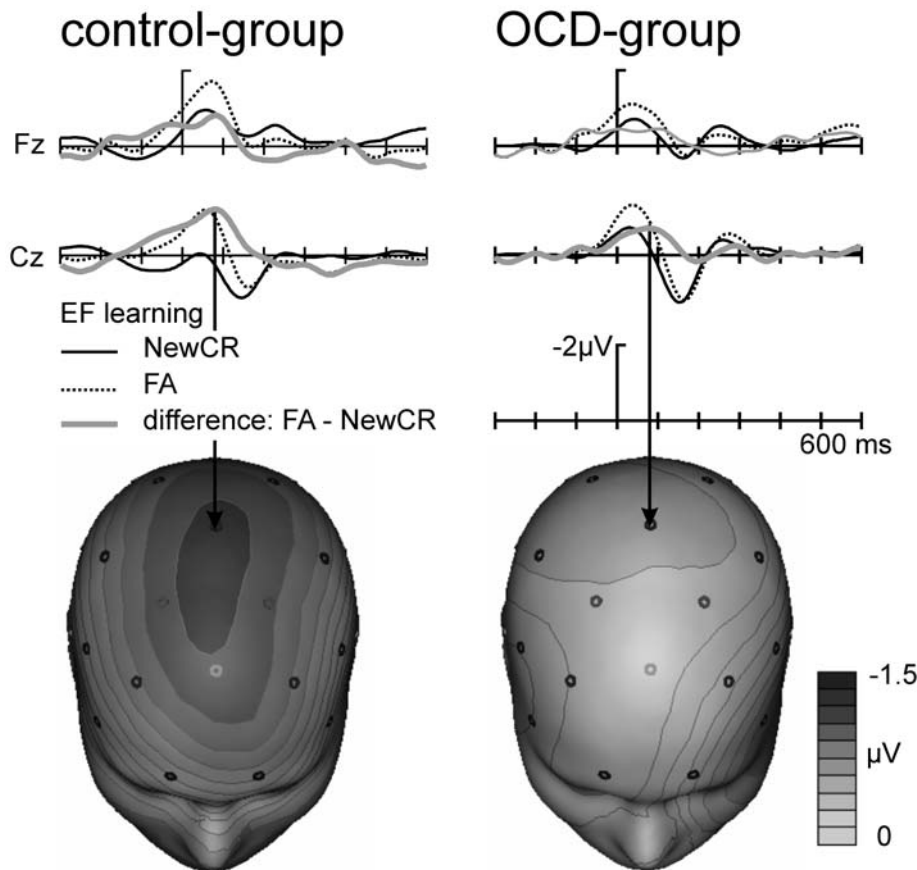 control-group
OCD-group
Fz
Cz
EF learning
NewCR
FA
difference: FA - NewCR
-2µV
600 ms
-1.5
µV
0